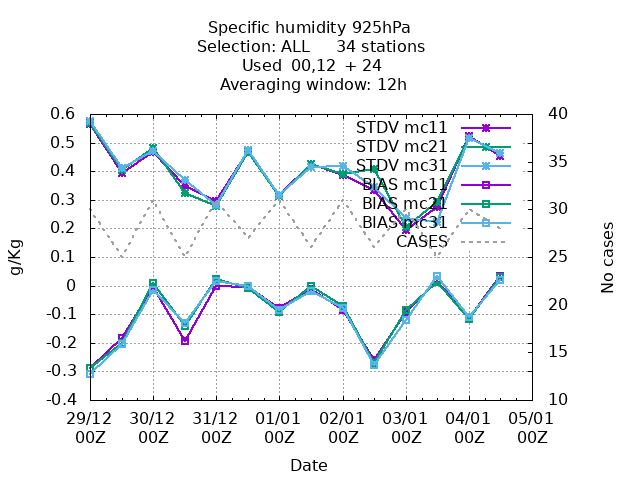 Specific humidity 925hPa
Selection: ALL 34 stations
Used 00,12 + 24
Averaging window: 12h
0.6
0.5
0.4
0.3
0.2
0.1
0
-0.1
-0.2
-0.3
-0.4
g/Kg
STDV mc11
STDV mc21
STDV mc31
BIAS mc11
BIAS mc21
BIAS mc31
CASES
40
35
30
25
20
15
10
No cases
29/12 30/12 31/12 01/01 02/01 03/01 04/01 05/01
00Z 00Z 00Z 00Z 00Z 00Z 00Z 00Z
Date